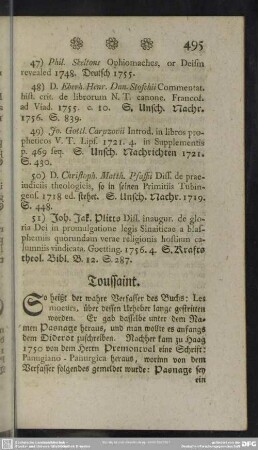 495
47) Phil. Skeltons Ophiomaches, or Deism
revealed 1748. Deutsch 1755.
48) D. Eberh. Henr. Dan. Stoschii Commentat.
hist. crit. de librorum N. T. canone. Francof.
ad Viad. 1755. c. 10. S. Unsch. Nachr.
1756. S. 839.
49) Jo. Gottl. Carpzovii Introd. in libros pro-
pheticos V. T. Lipf. 1721. 4. in Supplementis
p. 469 seq. S. Unsch. Nachrichten 1721.
S. 430.
50) D. Christoph. Matth. Pfaffii Diff. de prae-
iudiciis theologicis, so in seinen Primitiis Tubin-
gens. 1718 ed. stehet. S. Unsch. Nachr. 1719.
S. 448.
51) Joh. Jak. Plitts Diff. inaugur. de glo-
ria Dei in promulgatione legis Sinaiticae a blas-
phemiis quorundam verae religionis hostium ca-
lumniis vindicata. Goetting. 1756. 4. S. Krafts
theol. Bibl. B. 12. S. 287.
Toussaint.
So heißt der wahre Verfasser des Buchs: Les
moeurs, über dessen Urheber lange gestritten
worden. Er gab dasselbe unter dem Na-
men Panage heraus, und man wollte es anfangs
dem Diderot zuschreiben. Nachher kam zu Haag
1750 von dem Herrn Premontval eine Schrift:
Panagiana - Panurgica heraus, worinn von dem
Verfasser folgendes gemeldet wurde: Panage sey
ein